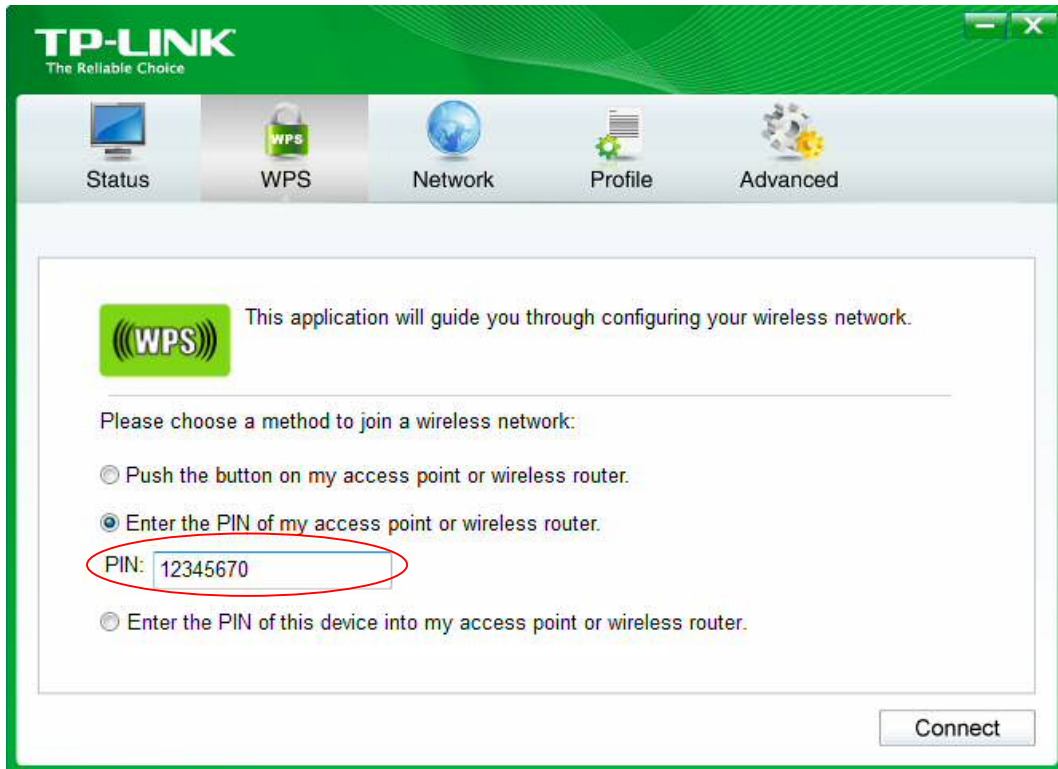 TP-LINK
The Reliable Choice
WPS
Status WPS Network Profile Advanced
(((WPS)))
This application will guide you through configuring your wireless network.
Please choose a method to join a wireless network:
Push the button on my access point or wireless router.
Enter the PIN of my access point or wireless router.
PIN: 12345670
Enter the PIN of this device into my access point or wireless router.
Connect